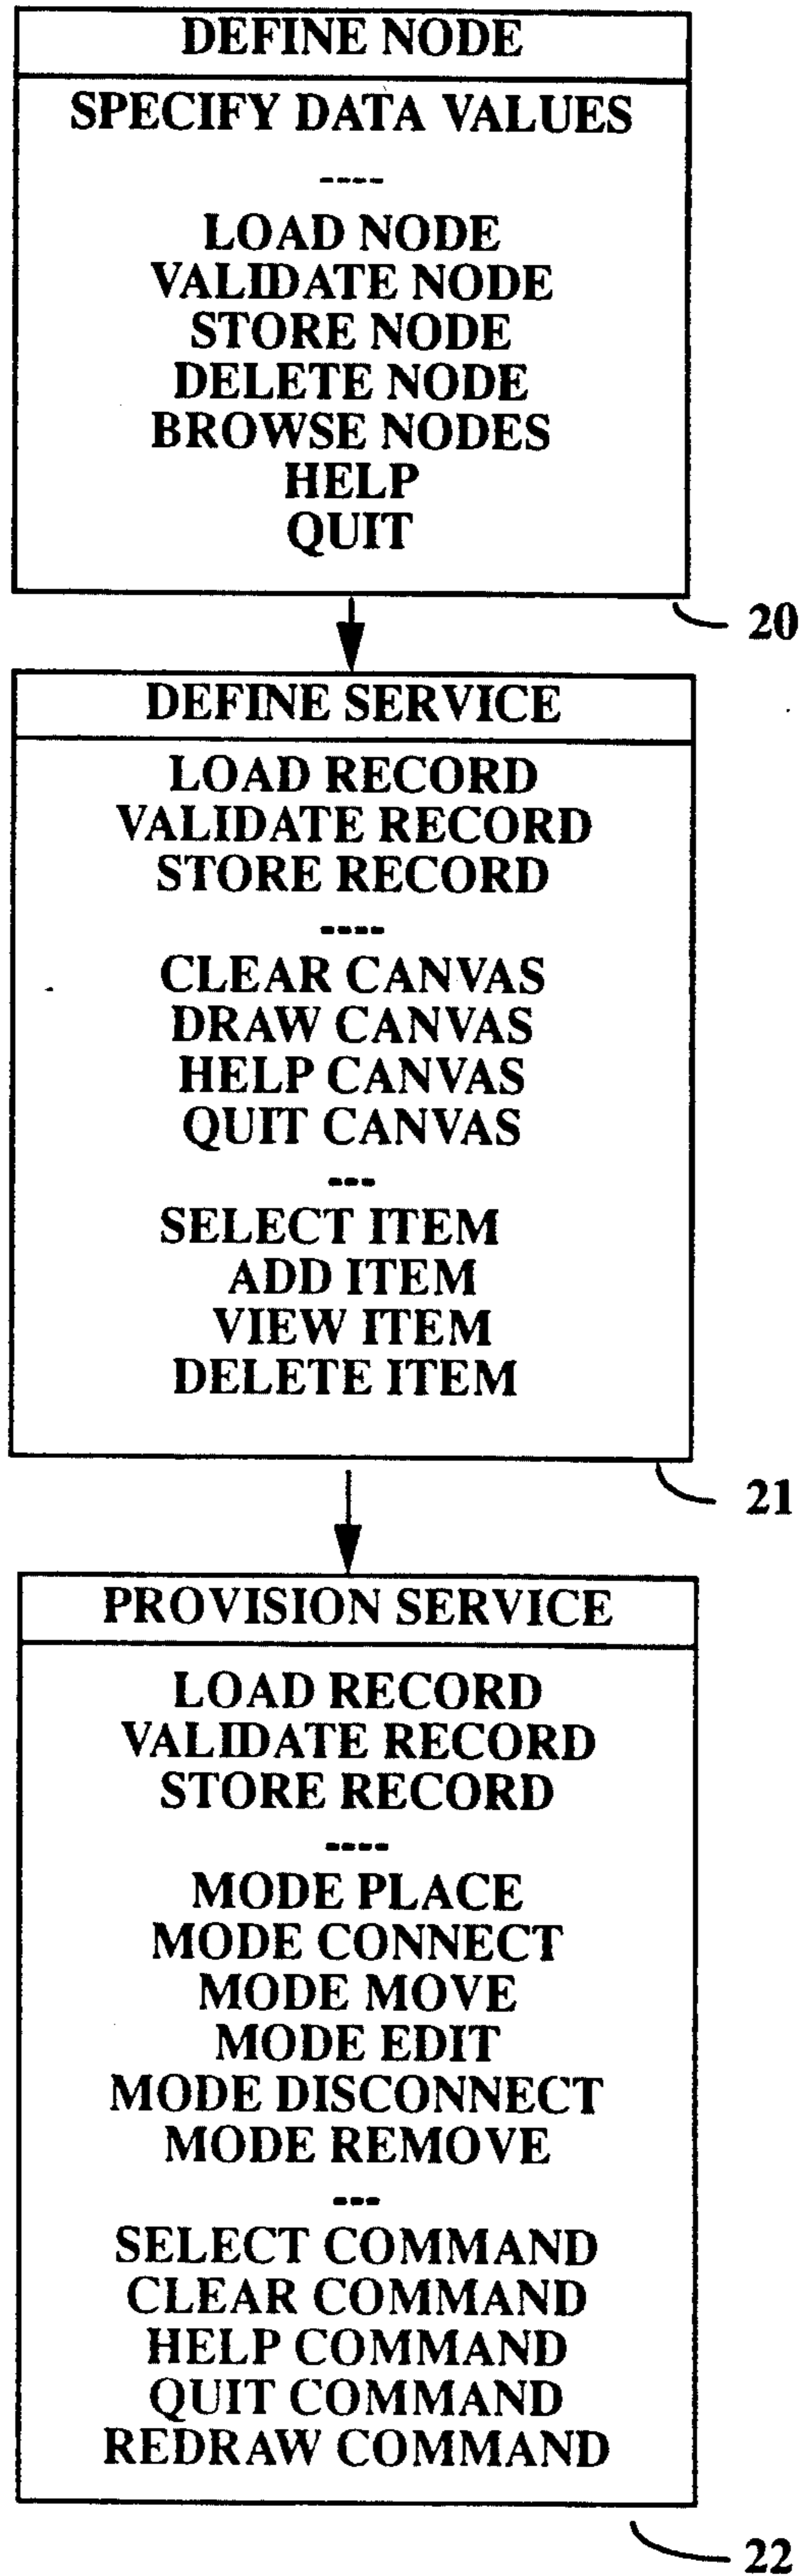 DEFINE NODE
SPECIFY DATA VALUES
----
LOAD NODE
VALIDATE NODE
STORE NODE
DELETE NODE
BROWSE NODES
HELP
QUIT
20
DEFINE SERVICE
LOAD RECORD
VALIDATE RECORD
STORE RECORD
----
CLEAR CANVAS
DRAW CANVAS
HELP CANVAS
QUIT CANVAS
---
SELECT ITEM
ADD ITEM
VIEW ITEM
DELETE ITEM
21
PROVISION SERVICE
LOAD RECORD
VALIDATE RECORD
STORE RECORD
----
MODE PLACE
MODE CONNECT
MODE MOVE
MODE EDIT
MODE DISCONNECT
MODE REMOVE
---
SELECT COMMAND
CLEAR COMMAND
HELP COMMAND
QUIT COMMAND
REDRAW COMMAND
22